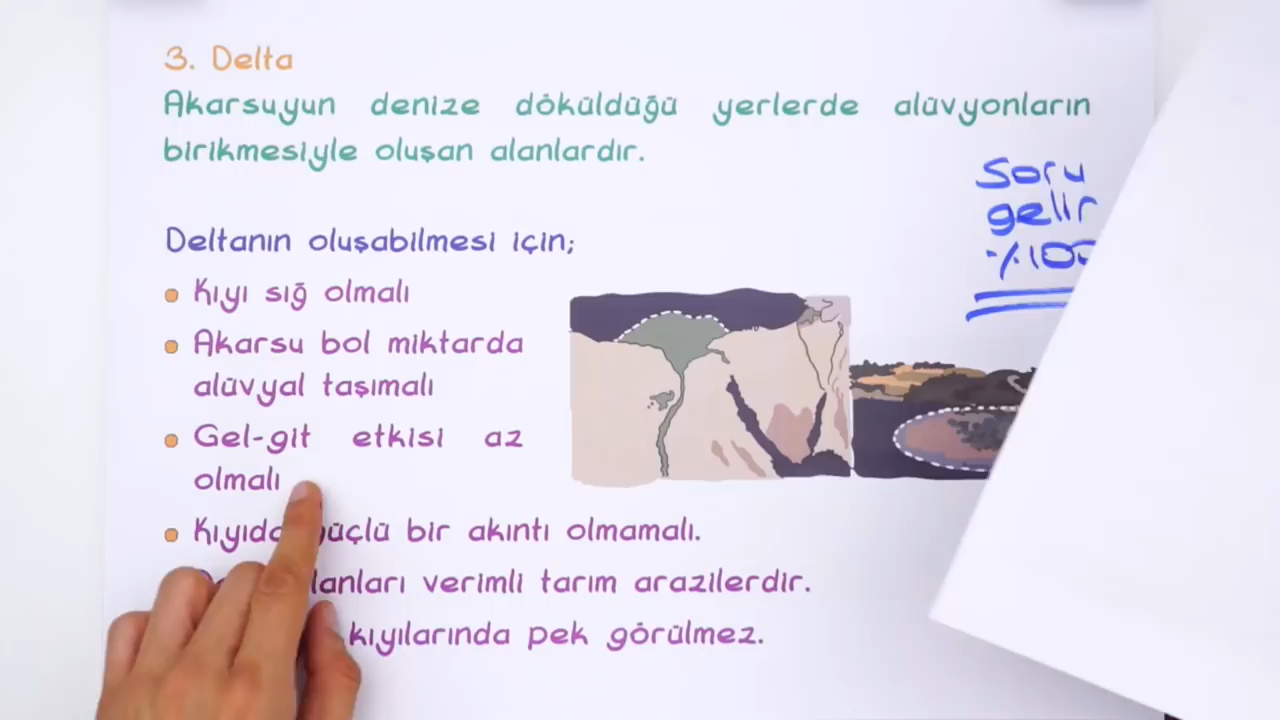 3. Delta
Akarsuyun denize döküldüğü yerlerde alüvyonların
birikmesiyle oluşan alanlardır.
Soru
gelir
Deltanın oluşabilmesi için;
Kıyı sığ olmalı
Akarsu bol miktarda
alüvyal taşımalı
Gel-git etkisi az
olmalı
bir akıntı olmamalı.
verimli tarım arazilerdir.
kıyılarında pek görülmez.